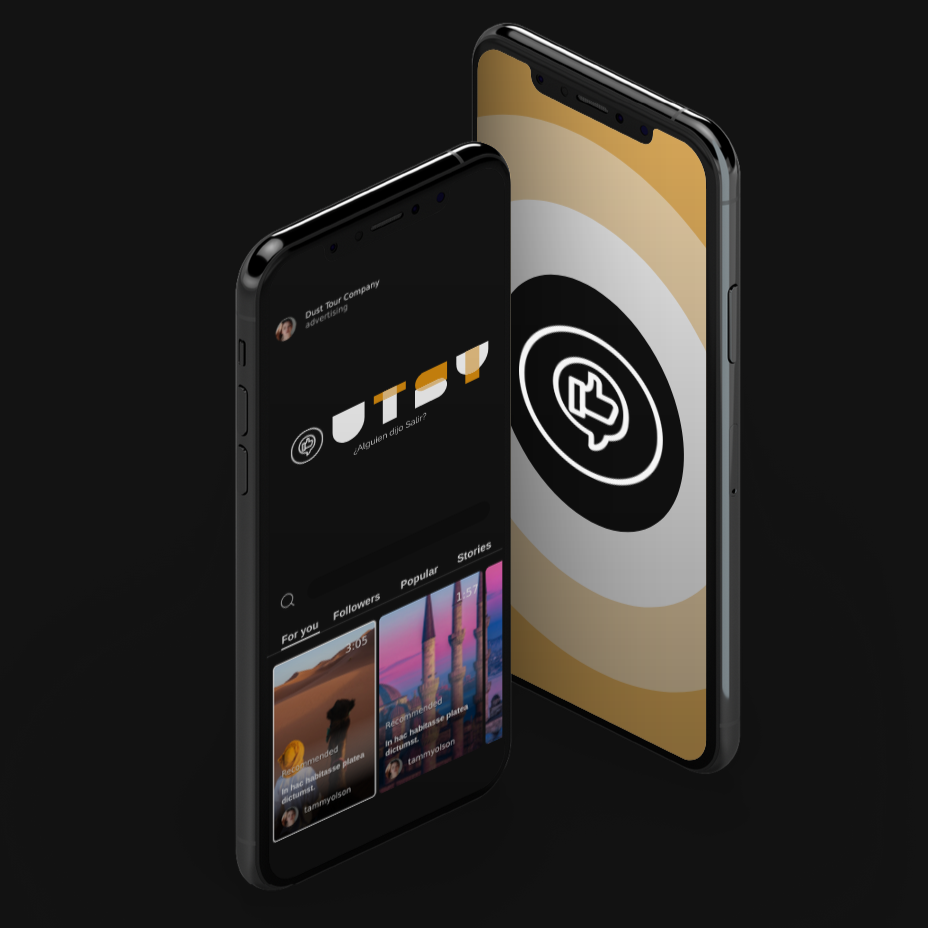 Dust Tour Company
advertising
UTSY
¿Alguien dijo Salir?
For you Followers Popular Stories
3:05
Recommended
In hac habitasse platea
dictumst.
tammyolson
1:57
Recommended
In hac habitasse platea
dictumst.
tammyolson